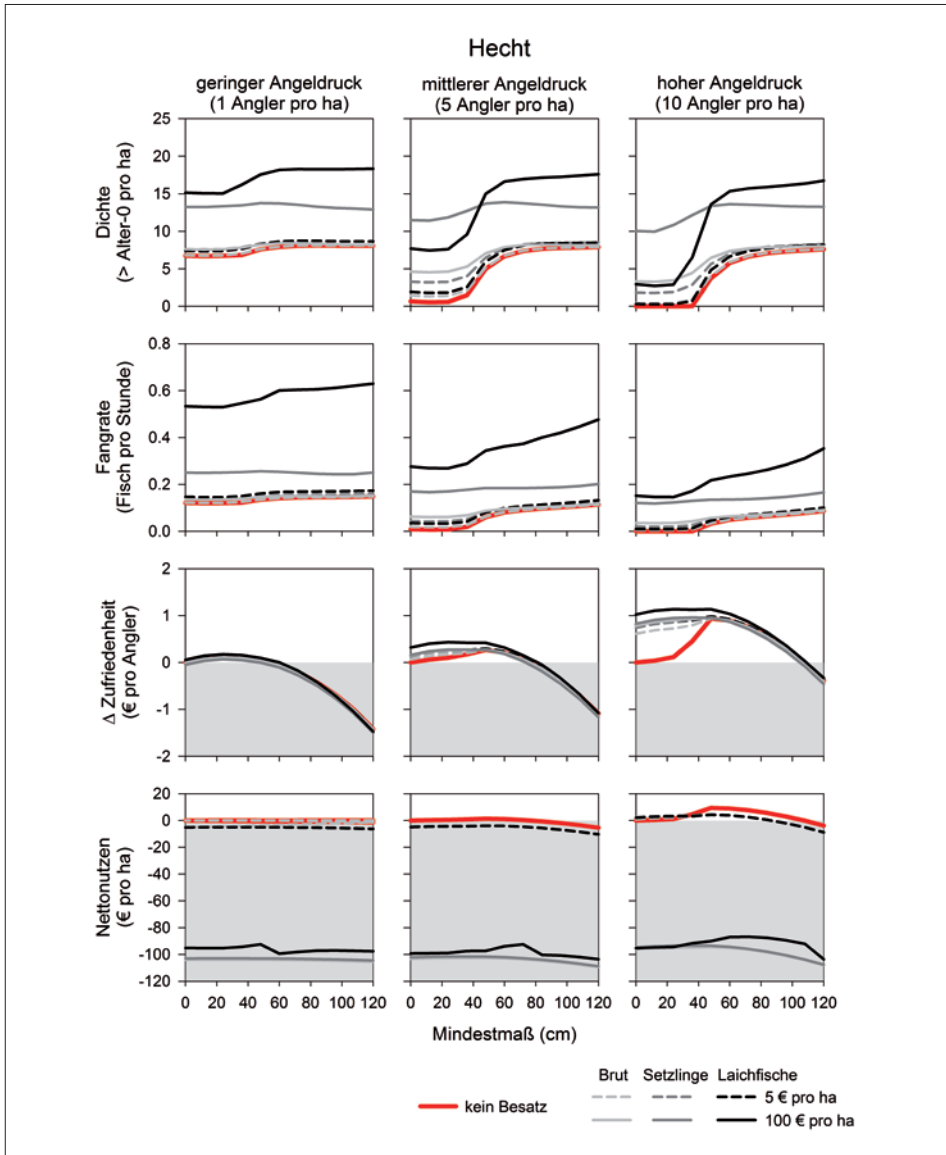 Hecht
geringer Angeldruck
(1 Angler pro ha)
mittlerer Angeldruck
(5 Angler pro ha)
hoher Angeldruck
(10 Angler pro ha)
Dichte
(> Alter-0 pro ha)
25
20
15
10
5
0
Fangrate
(Fisch pro Stunde)
0.8
0.6
0.4
0.2
0.0
Δ Zufriedenheit
(€ pro Angler)
2
1
0
-1
-2
Nettonutzen
(€ pro ha)
20
0
-20
-40
-60
-80
-100
-120
0 20 40 60 80 100 120
0 20 40 60 80 100 120
0 20 40 60 80 100 120
Mindestmaß (cm)
Brut Setzlinge Laichfische
kein Besatz
5 € pro ha
100 € pro ha